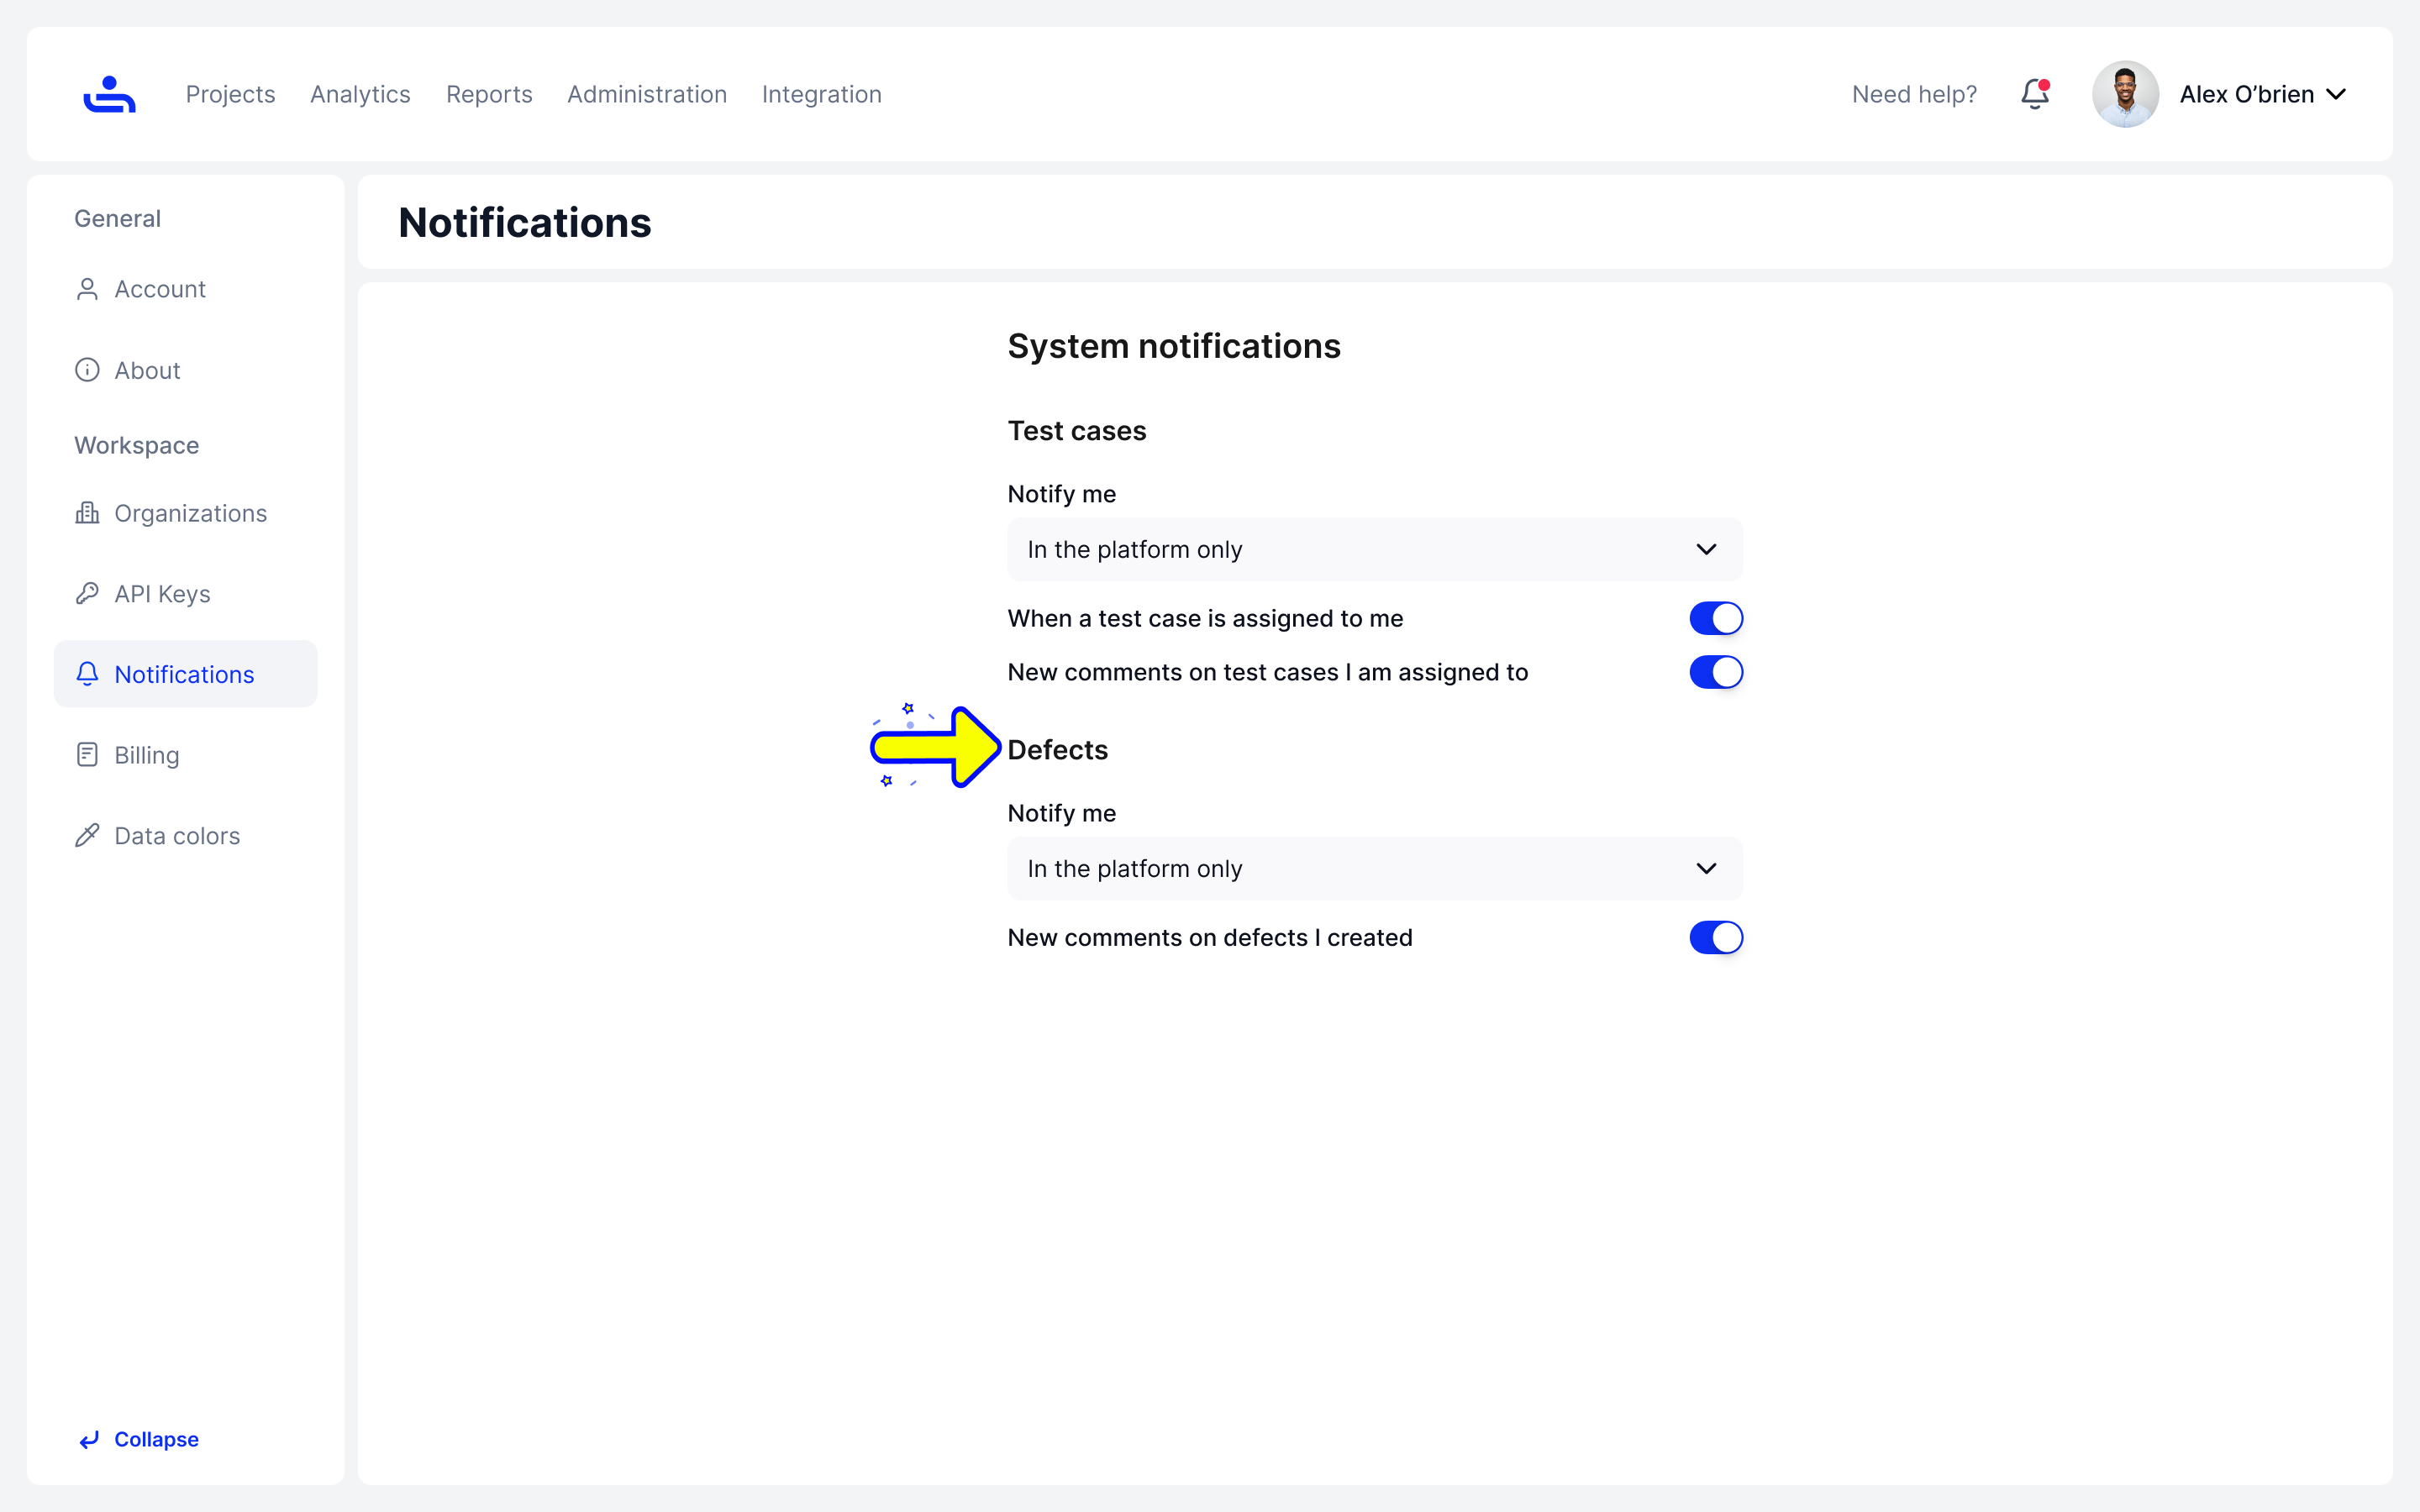 Projects Analytics Reports Administration Integration Need help? Alex O’brien
General
Account
About
Workspace
Organizations
API Keys
Notifications
Billing
Data colors
Collapse
Notifications
System notifications
Test cases
Notify me
In the platform only
When a test case is assigned to me
New comments on test cases I am assigned to
Defects
Notify me
In the platform only
New comments on defects I created